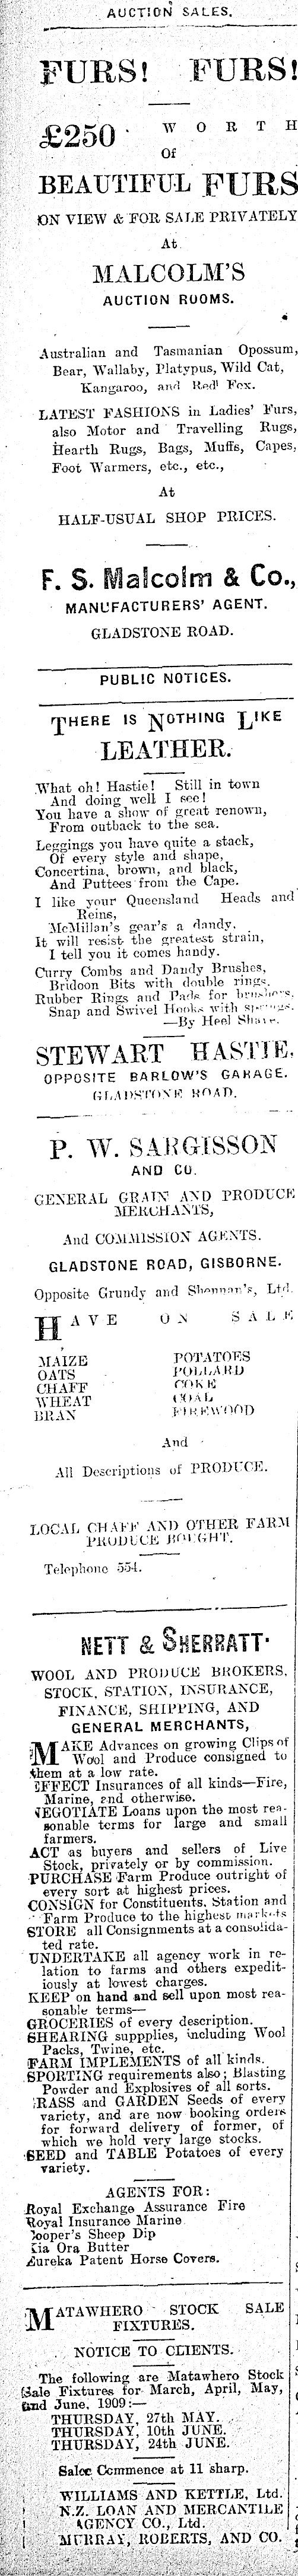 AUCTION SALES.
FURS! FURS!
£250 WORTH
Of
BEAUTIFUL FURS
ON VIEW & FOR SALE PRIVATELY
At
MALCOLM'S
AUCTION ROOMS.
Australian and Tasmanian Opossum,
Bear, Wallaby, Platypus, Wild Cat,
Kangaroo, and Red Fox.
LATEST FASHIONS in Ladies' Furs,
also Motor and Travelling Rugs,
Hearth Rugs, Bags, Muffs, Capes,
Foot Warmers, etc., etc.,
At
HALF-USUAL SHOP PRICES.
F. S. Malcolm & Co.,
MANUFACTURERS' AGENT.
GLADSTONE ROAD.
PUBLIC NOTICES.
THERE IS NOTHING LIKE
LEATHER.
What oh! Hastie! Still in town
And doing well I see!
You have a show of great renown,
From outback to the sea.
Leggings you have quite a stack,
Of every style and shape,
Concertina, brown, and black,
And Puttees from the Cape.
I like your Queensland Heads and
Reins,
McMillan's gear's a dandy.
It will resist the greatest strain,
I tell you it comes handy.
Curry Combs and Dandy Brushes,
Bridoon Bits with double rings,
Rubber Rings and Pads for brushers,
Snap and Swivel Hooks with springs.
—By Heel Shave.
STEWART HASTIE,
OPPOSITE BARLOW'S GARAGE.
GLADSTONE ROAD.
P. W. SARGISSON
AND CO.
GENERAL GRAIN AND PRODUCE
MERCHANTS,
And COMMISSION AGENTS.
GLADSTONE ROAD, GISBORNE.
Opposite Grundy and Shennan's, Ltd.
HAVE ON SALE
MAIZE POTATOES
OATS POLLARD
CHAFF COKE
WHEAT COAL
BRAN FIREWOOD
And
All Descriptions of PRODUCE.
LOCAL CHAFF AND OTHER FARM
PRODUCE BOUGHT.
Telephone 554.
NETT & SHERRATT.
WOOL AND PRODUCE BROKERS.
STOCK, STATION, INSURANCE,
FINANCE, SHIPPING, AND
GENERAL MERCHANTS,
MAKE Advances on growing Clips of
Wool and Produce consigned to
them at a low rate.
EFFECT Insurances of all kinds—Fire,
Marine, and otherwise.
NEGOTIATE Loans upon the most rea-
sonable terms for large and small
farmers.
ACT as buyers and sellers of Live
Stock, privately or by commission.
PURCHASE Farm Produce outright of
every sort at highest prices.
CONSIGN for Constituents, Station and
Farm Produce to the highest markets
STORE all Consignments at a consolida-
ted rate.
UNDERTAKE all agency work in re-
lation to farms and others expedit-
iously at lowest charges.
KEEP on hand and sell upon most rea-
sonable terms—
GROCERIES of every description.
SHEARING suppplies, including Wool
Packs, Twine, etc.
FARM IMPLEMENTS of all kinds.
SPORTING requirements also; Blasting
Powder and Explosives of all sorts.
GRASS and GARDEN Seeds of every
variety, and are now booking orders
for forward delivery of former, of
which we hold very large stocks.
SEED and TABLE Potatoes of every
variety.
AGENTS FOR:
Royal Exchange Assurance Fire
Royal Insurance Marine
Cooper's Sheep Dip
Kia Ora Butter
Eureka Patent Horse Covers.
MATAWHERO STOCK SALE
FIXTURES.
NOTICE TO CLIENTS.
The following are Matawhero Stock
Sale Fixtures for March, April, May,
and June, 1909:—
THURSDAY, 27th MAY.
THURSDAY, 10th JUNE.
THURSDAY, 24th JUNE.
Sales Commence at 11 sharp.
WILLIAMS AND KETTLE, Ltd.
N.Z. LOAN AND MERCANTILE
AGENCY CO., Ltd.
MURRAY, ROBERTS, AND CO.